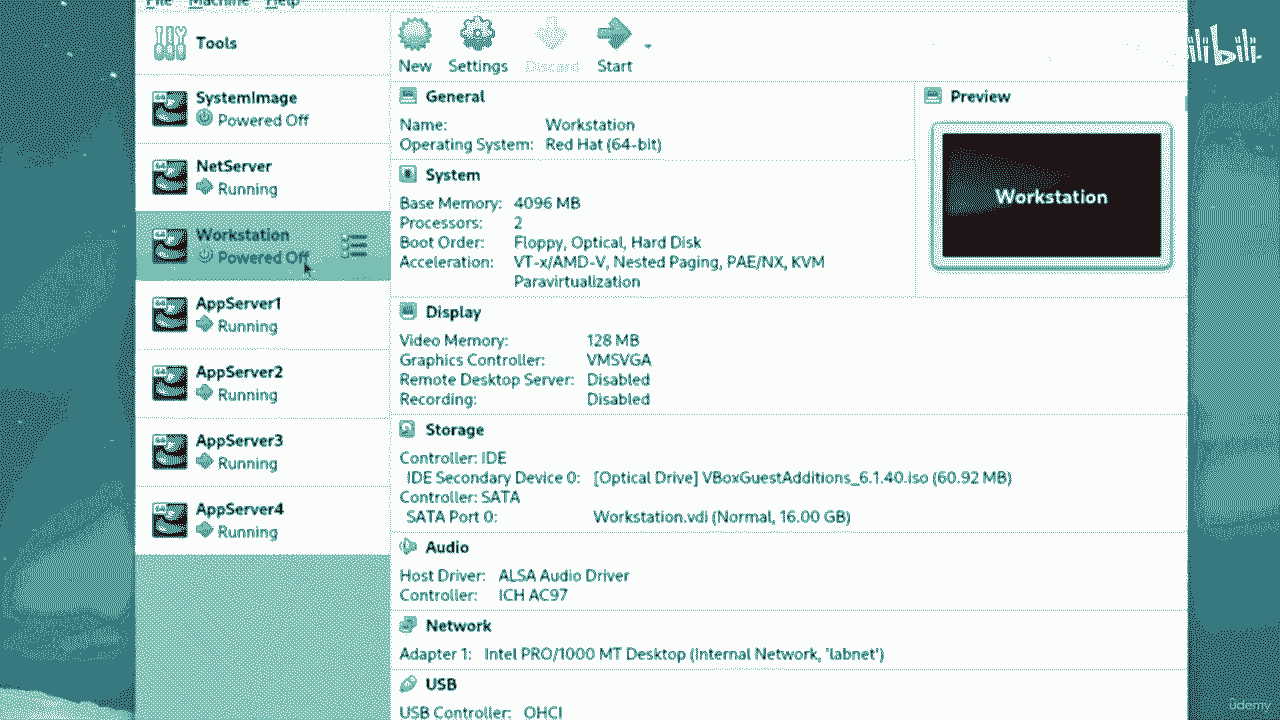 File Machine Help
Tools
New Settings Discard Start
SystemImage
Powered Off
NetServer
Running
Workstation
Powered Off
AppServer1
Running
AppServer2
Running
AppServer3
Running
AppServer4
Running
General
Name: Workstation
Operating System: Red Hat (64-bit)
System
Base Memory: 4096 MB
Processors: 2
Boot Order: Floppy, Optical, Hard Disk
Acceleration: VT-x/AMD-V, Nested Paging, PAE/NX, KVM
Paravirtualization
Preview
Workstation
Display
Video Memory: 128 MB
Graphics Controller: VMSVGA
Remote Desktop Server: Disabled
Recording: Disabled
Storage
Controller: IDE
IDE Secondary Device 0: [Optical Drive] VBoxGuestAdditions_6.1.40.iso (60.92 MB)
Controller: SATA
SATA Port 0: Workstation.vdi (Normal, 16.00 GB)
Audio
Host Driver: ALSA Audio Driver
Controller: ICH AC97
Network
Adapter 1: Intel PRO/1000 MT Desktop (Internal Network, 'labnet')
USB
USB Controller: OHCI
ilibili
udemy